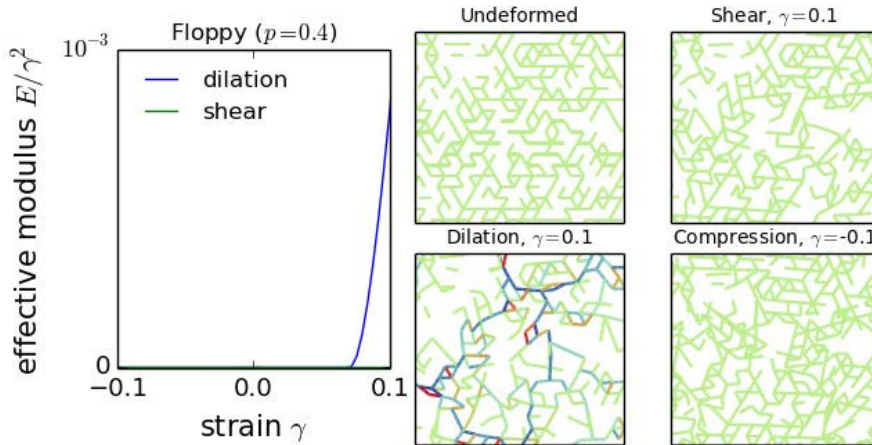 Floppy (p=0.4)
effective modulus E/γ²
10⁻³
dilation
shear
0
−0.1
0.0
0.1
strain γ
Undeformed
Shear, γ=0.1
Dilation, γ=0.1
Compression, γ=-0.1